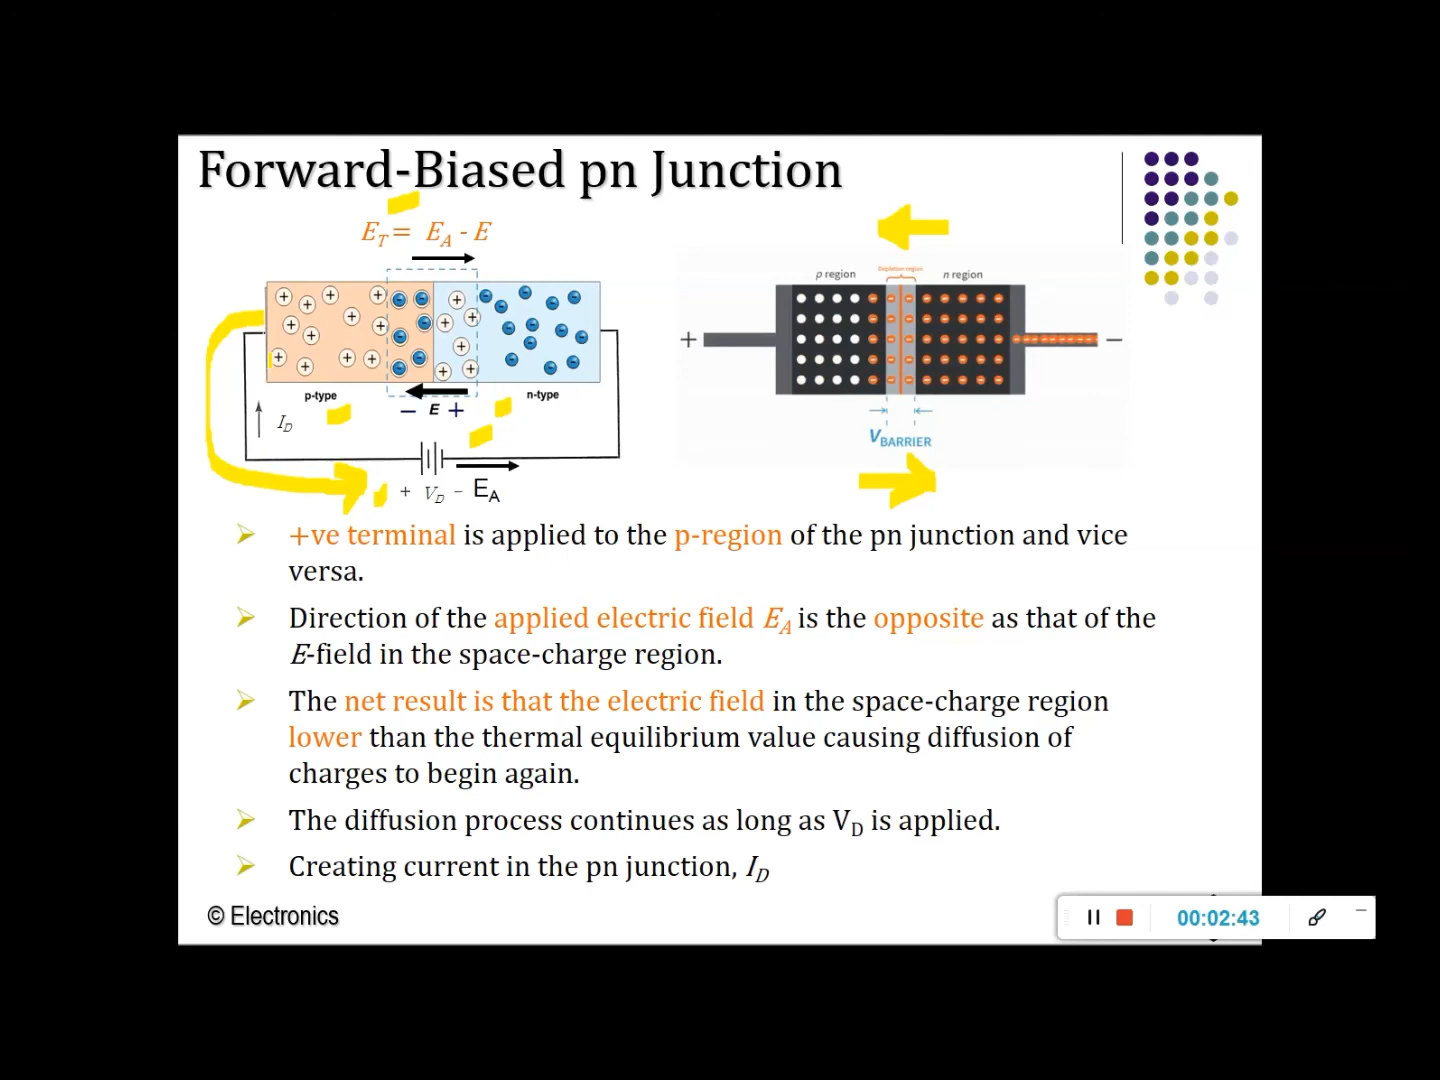 Forward-Biased pn Junction
E_T = E_A - E
p-type
n-type
− E +
I_D
+ V_D − E_A
p region
Depletion region
n region
+
−
V_BARRIER
+ve terminal is applied to the p-region of the pn junction and vice
versa.
Direction of the applied electric field E_A is the opposite as that of the
E-field in the space-charge region.
The net result is that the electric field in the space-charge region
lower than the thermal equilibrium value causing diffusion of
charges to begin again.
The diffusion process continues as long as V_D is applied.
Creating current in the pn junction, I_D
© Electronics
00:02:43